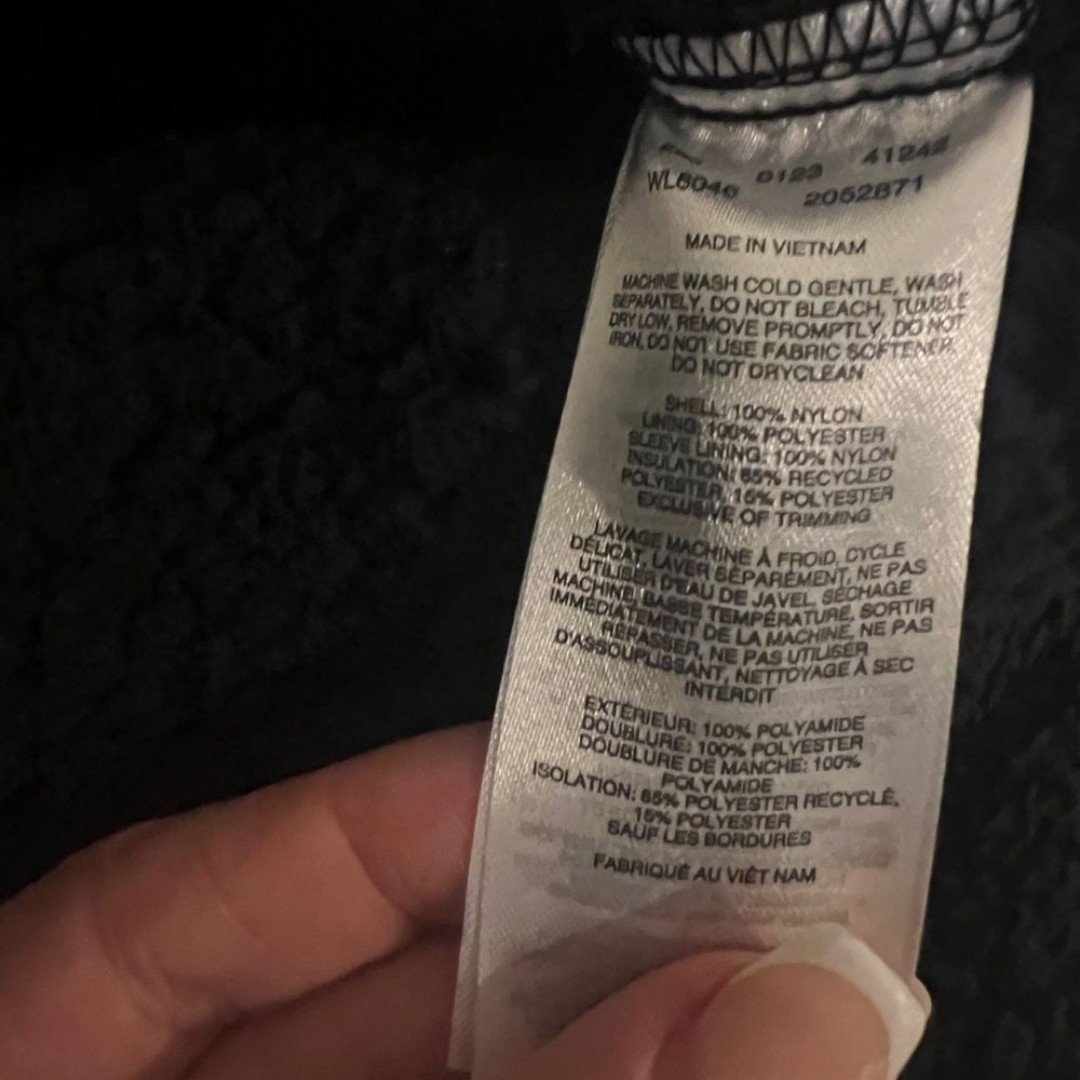 WL8046 0123 41242
2052871
MADE IN VIETNAM
MACHINE WASH COLD GENTLE, WASH
SEPARATELY, DO NOT BLEACH, TUMBLE
DRY LOW, REMOVE PROMPTLY, DO NOT
IRON, DO NOT USE FABRIC SOFTENER,
DO NOT DRYCLEAN
SHELL: 100% NYLON
LINING: 100% POLYESTER
SLEEVE LINING: 100% NYLON
INSULATION: 85% RECYCLED
POLYESTER, 15% POLYESTER
EXCLUSIVE OF TRIMMING
LAVAGE MACHINE À FROID, CYCLE
DÉLICAT, LAVER SÉPARÉMENT, NE PAS
UTILISER D'EAU DE JAVEL, SÉCHAGE
MACHINE BASSE TEMPÉRATURE, SORTIR
IMMÉDIATEMENT DE LA MACHINE, NE PAS
REPASSER, NE PAS UTILISER
D'ASSOUPLISSANT, NETTOYAGE À SEC
INTERDIT
EXTÉRIEUR: 100% POLYAMIDE
DOUBLURE: 100% POLYESTER
DOUBLURE DE MANCHE: 100%
POLYAMIDE
ISOLATION: 85% POLYESTER RECYCLÉ,
15% POLYESTER
SAUF LES BORDURES
FABRIQUÉ AU VIÊT NAM